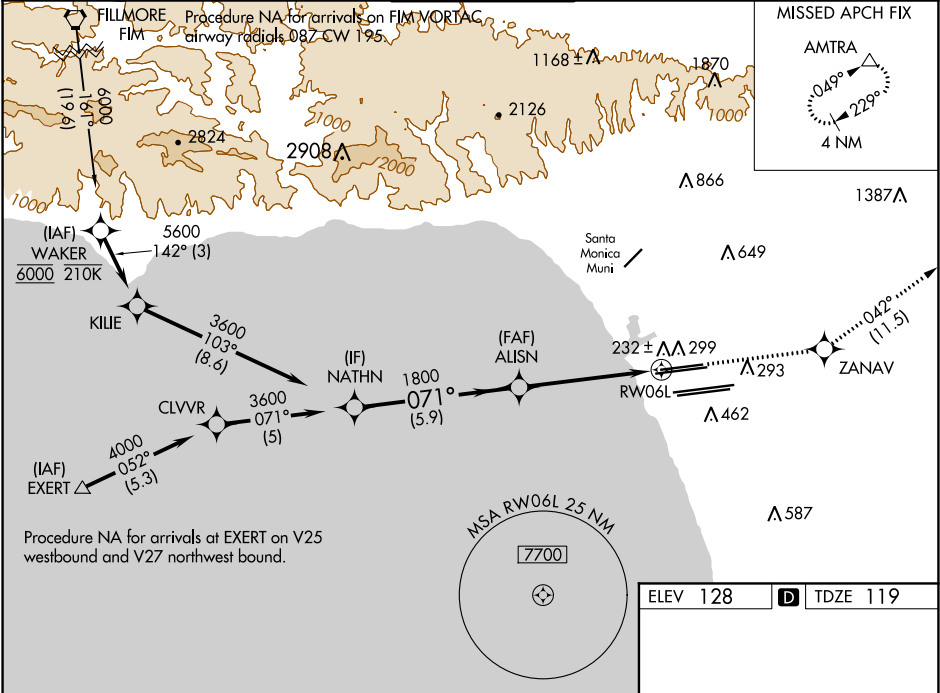 FILLMORE
FIM
Procedure NA for arrivals on FIM VORTAC
airway radials 087 CW 195.
MISSED APCH FIX
AMTRA
049°
229°
4 NM
6000
191°
(19.6)
1168 ±
1870
2126
1000
1000
2824
2908
2000
1000
866
1387
(IAF)
WAKER
6000 210K
5600
142° (3)
Santa
Monica
Muni
649
KILIE
3600
103°
(8.6)
042°
(11.5)
(IF)
NATHN
(FAF)
ALISN
232 ±
299
ZANAV
293
RW06L
1800
071°
(5.9)
CLVVR
3600
071°
(5)
462
4000
052°
(5.3)
(IAF)
EXERT
587
Procedure NA for arrivals at EXERT on V25
westbound and V27 northwest bound.
MSA RW06L 25 NM
7700
ELEV 128
D
TDZE 119